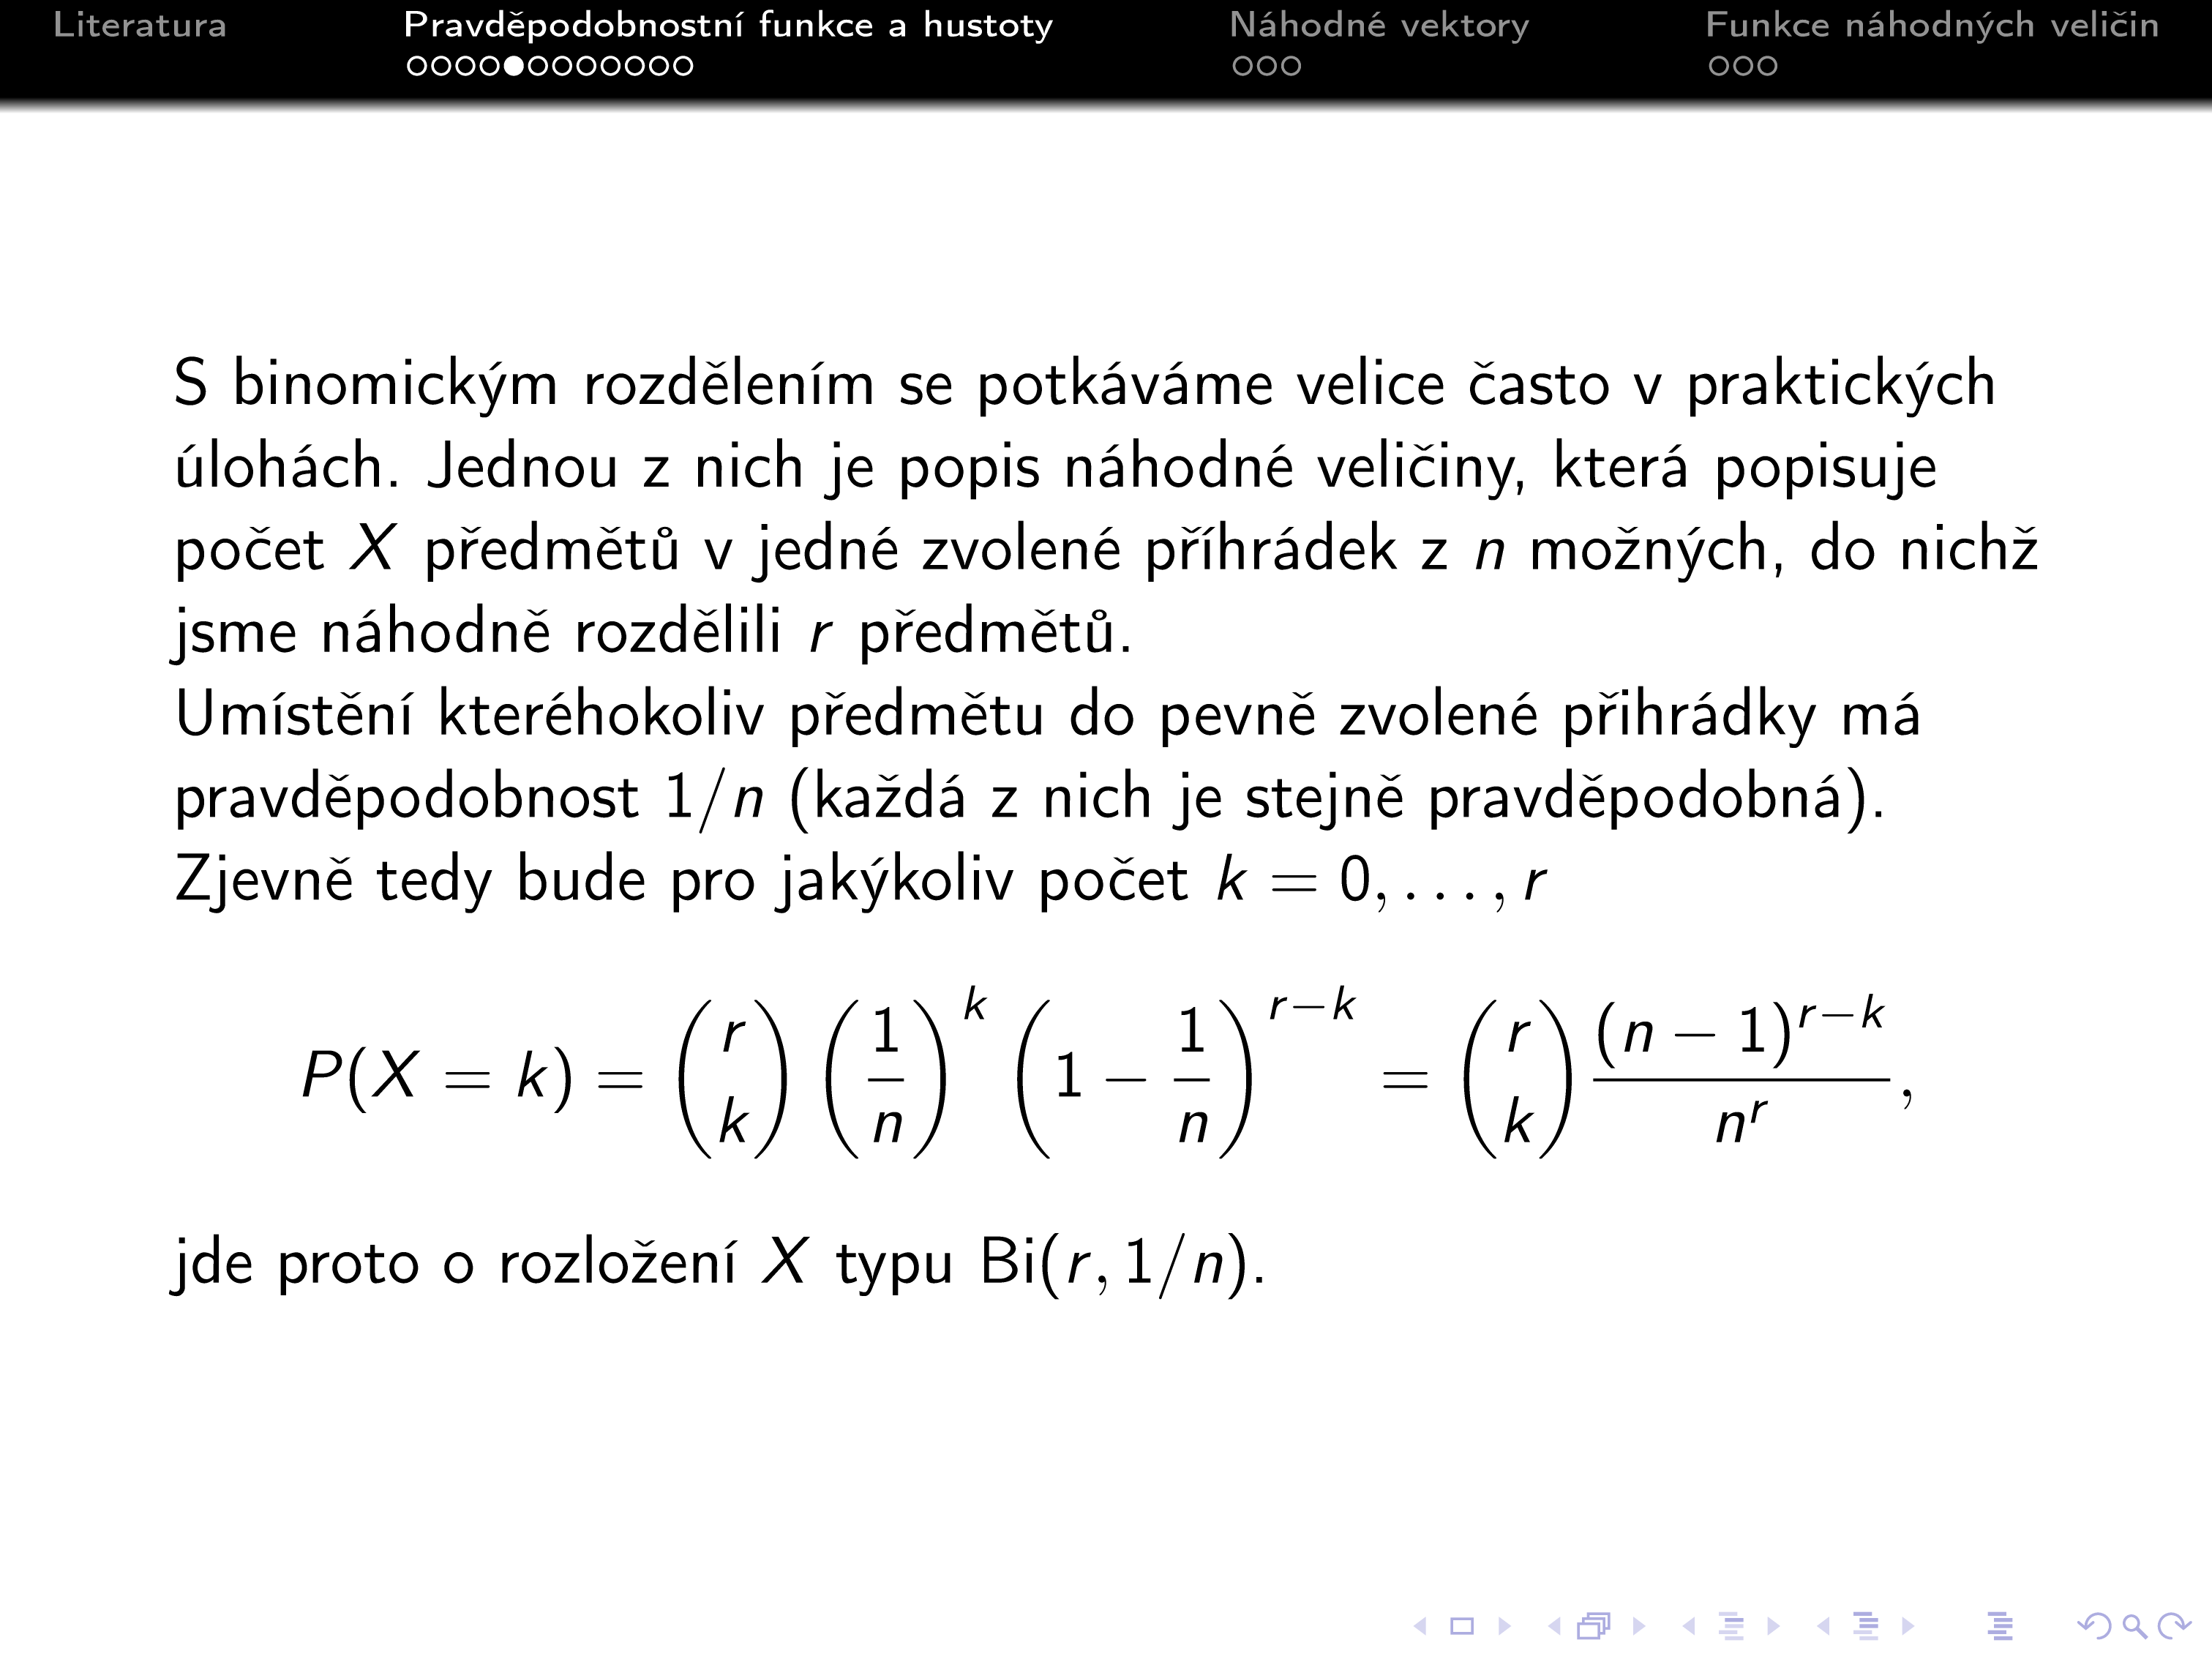 Literatura Pravděpodobnostní funkce a hustoty Náhodné vektory Funkce náhodných veličin
S binomickým rozdělením se potkáváme velice často v praktických
úlohách. Jednou z nich je popis náhodné veličiny, která popisuje
počet X předmětů v jedné zvolené příhrádek z n možných, do nichž
jsme náhodně rozdělili r předmětů.
Umístění kteréhokoliv předmětu do pevně zvolené přihrádky má
pravděpodobnost 1/n (každá z nich je stejně pravděpodobná).
Zjevně tedy bude pro jakýkoliv počet k = 0, . . . , r
$P(X = k) = \binom{r}{k} \left(\frac{1}{n}\right)^k \left(1 - \frac{1}{n}\right)^{r-k} = \binom{r}{k} \frac{(n-1)^{r-k}}{n^r},$
jde proto o rozložení X typu Bi(r, 1/n).